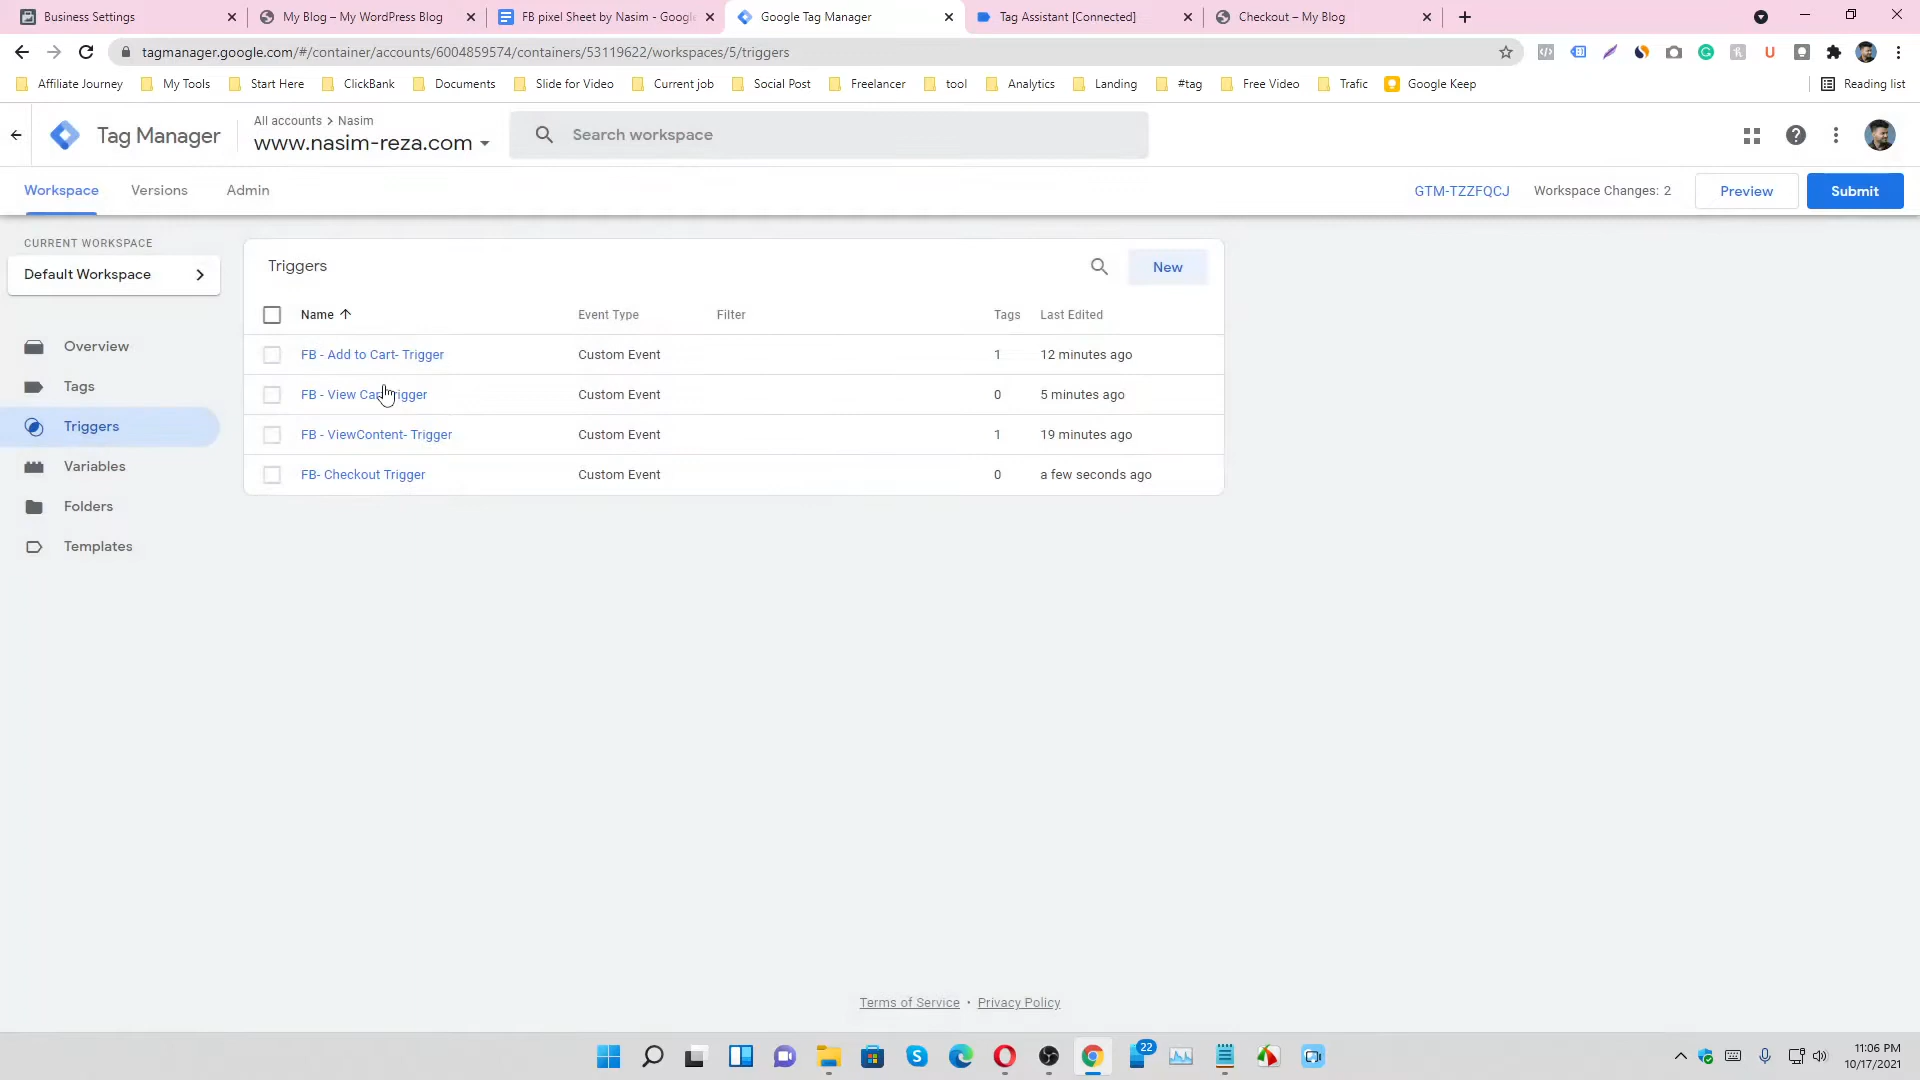 Business Settings
My Blog – My WordPress Blog
FB pixel Sheet by Nasim - Google
Google Tag Manager
Tag Assistant [Connected]
Checkout – My Blog
tagmanager.google.com/#/container/accounts/6004859574/containers/53119622/workspaces/5/triggers
Affiliate Journey My Tools Start Here ClickBank Documents Slide for Video Current job Social Post Freelancer tool Analytics Landing #tag Free Video Trafic Google Keep Reading list
Tag Manager
All accounts > Nasim
www.nasim-reza.com
Search workspace
Workspace Versions Admin
GTM-TZZFQCJ Workspace Changes: 2 Preview Submit
CURRENT WORKSPACE
Default Workspace
Overview
Tags
Triggers
Variables
Folders
Templates
Triggers
New
Name Event Type Filter Tags Last Edited
FB - Add to Cart- Trigger Custom Event 1 12 minutes ago
FB - View Car rigger Custom Event 0 5 minutes ago
FB - ViewContent- Trigger Custom Event 1 19 minutes ago
FB- Checkout Trigger Custom Event 0 a few seconds ago
Terms of Service • Privacy Policy
22
11:06 PM
10/17/2021